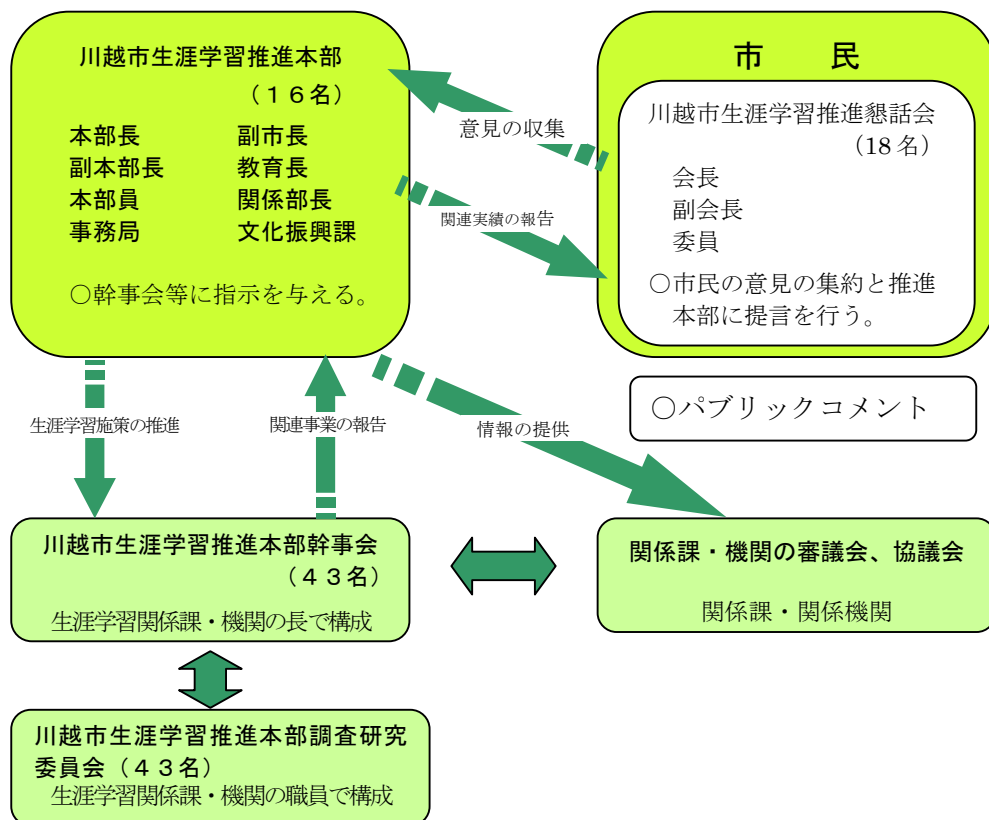 川越市生涯学習推進本部
（１６名）
本部長 副市長
副本部長 教育長
本部員 関係部長
事務局 文化振興課
○幹事会等に指示を与える。
市 民
川越市生涯学習推進懇話会
（18 名）
会長
副会長
委員
○市民の意見の集約と推進
本部に提言を行う。
意見の収集
関連実績の報告
○パブリックコメント
生涯学習施策の推進
関連事業の報告
情報の提供
川越市生涯学習推進本部幹事会
（４３名）
生涯学習関係課・機関の長で構成
関係課・機関の審議会、協議会
関係課・関係機関
川越市生涯学習推進本部調査研究
委員会（４３名）
生涯学習関係課・機関の職員で構成